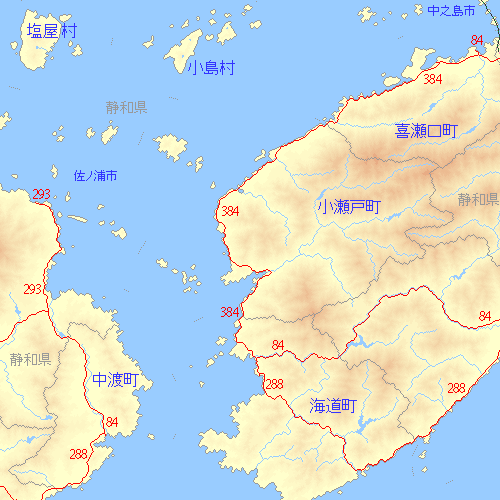 中之島市
塩屋村
84
小島村
384
静和県
喜瀬口町
佐ノ浦市
293
静和県
小瀬戸町
384
293
384
84
84
静和県
中渡町
288
288
海道町
84
288